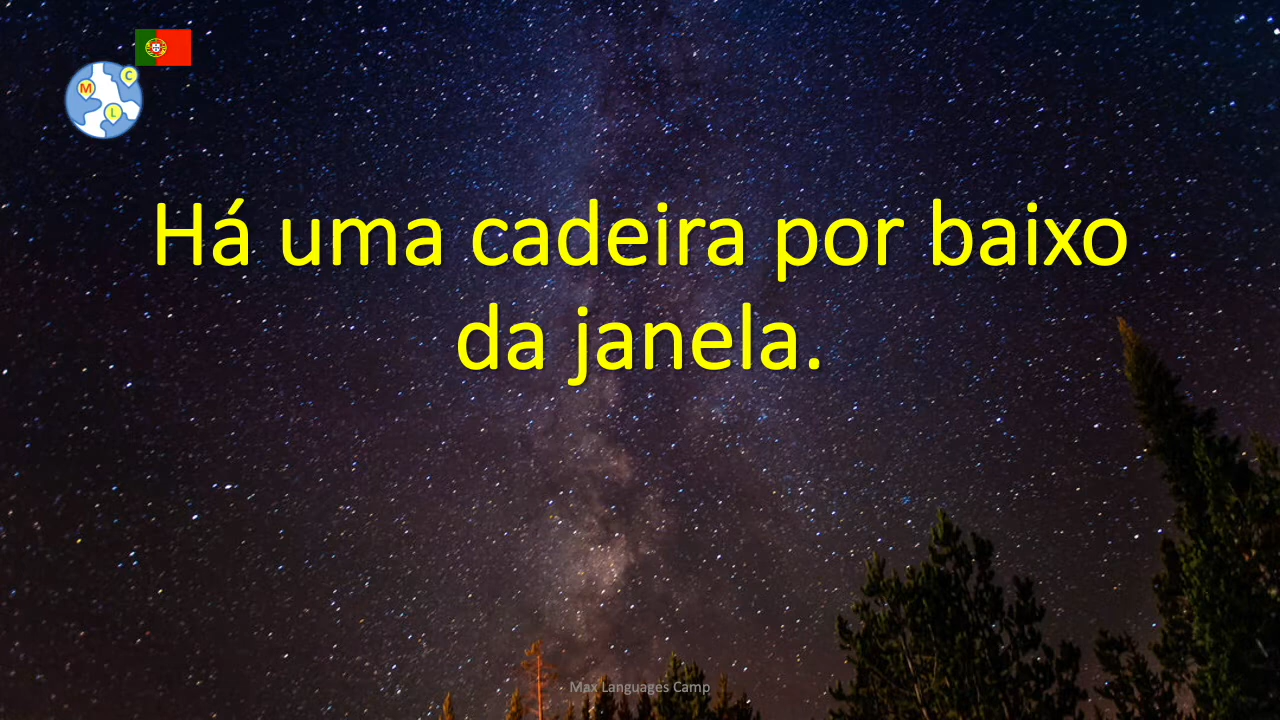 C
M
L
Há uma cadeira por baixo
da janela.
Max Languages Camp